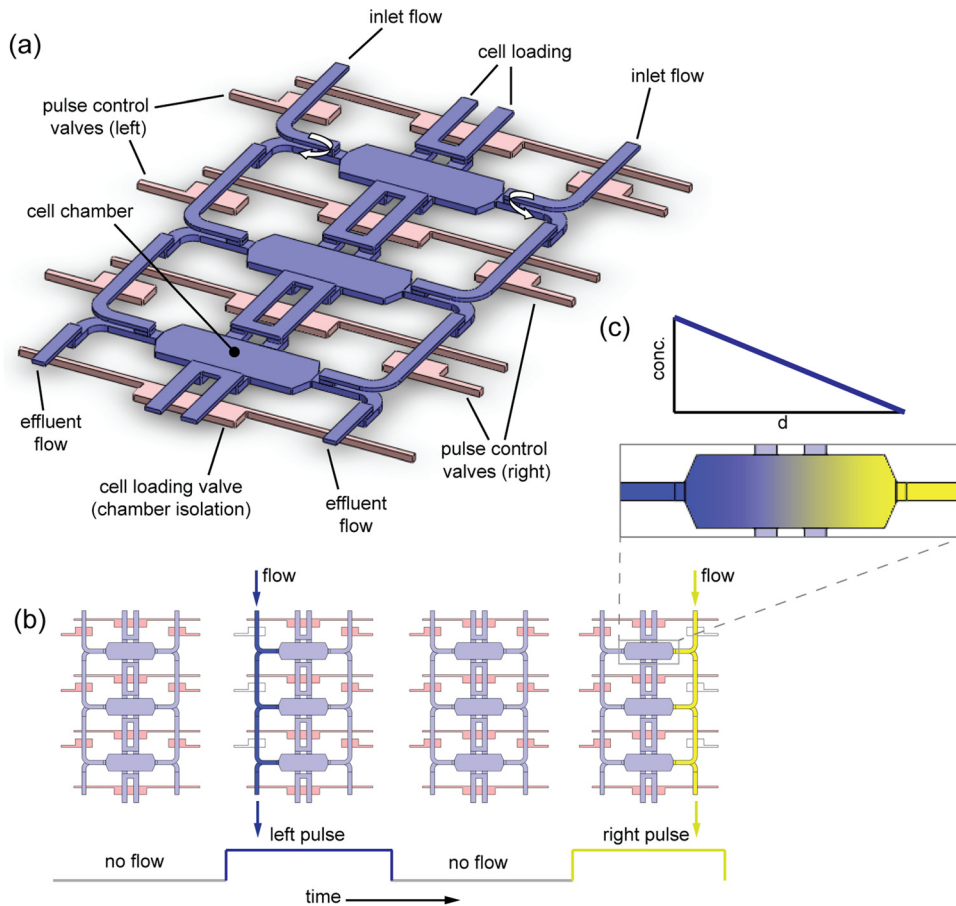 (a)
inlet flow
cell loading
inlet flow
pulse control
valves (left)
cell chamber
effluent
flow
cell loading valve
(chamber isolation)
effluent
flow
pulse control
valves (right)
(c)
conc.
d
(b)
flow
flow
left pulse
right pulse
no flow
no flow
time